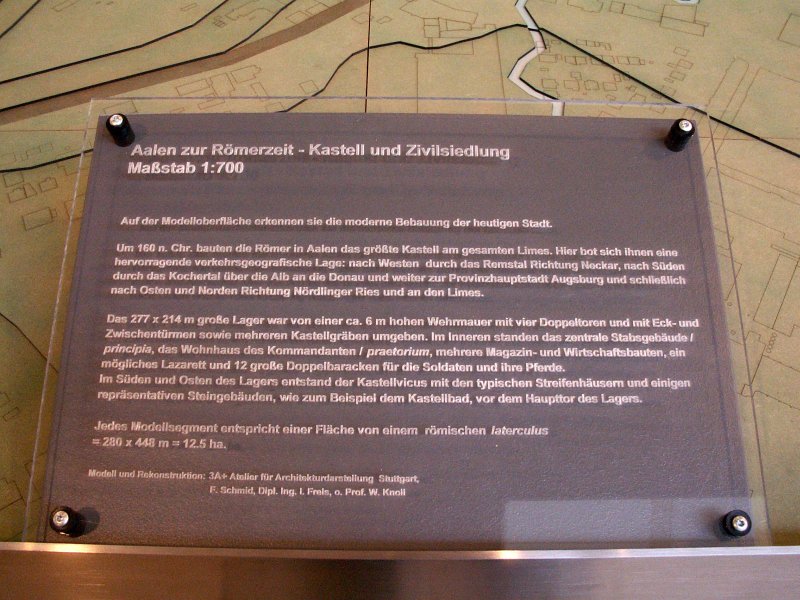 Aalen zur Römerzeit - Kastell und Zivilsiedlung
Maßstab 1:700
Auf der Modelloberfläche erkennen sie die moderne Bebauung der heutigen Stadt.
Um 160 n. Chr. bauten die Römer in Aalen das größte Kastell am gesamten Limes. Hier bot sich ihnen eine
hervorragende verkehrsgeografische Lage: nach Westen durch das Remstal Richtung Neckar, nach Süden
durch das Kochertal über die Alb an die Donau und weiter zur Provinzhauptstadt Augsburg und schließlich
nach Osten und Norden Richtung Nördlinger Ries und an den Limes.
Das 277 x 214 m große Lager war von einer ca. 6 m hohen Wehrmauer mit vier Doppeltoren und mit Eck- und
Zwischentürmen sowie mehreren Kastellgräben umgeben. Im Inneren standen das zentrale Stabsgebäude /
principia, das Wohnhaus des Kommandanten / praetorium, mehrere Magazin- und Wirtschaftsbauten, ein
mögliches Lazarett und 12 große Doppelbaracken für die Soldaten und ihre Pferde.
Im Süden und Osten des Lagers entstand der Kastellvicus mit den typischen Streifenhäusern und einigen
repräsentativen Steingebäuden, wie zum Beispiel dem Kastellbad, vor dem Haupttor des Lagers.
Jedes Modellsegment entspricht einer Fläche von einem römischen laterculus
= 280 x 448 m = 12.5 ha.
Modell und Rekonstruktion: 3A+ Atelier für Architekturdarstellung Stuttgart,
F. Schmid, Dipl. Ing. I. Freis, o. Prof. W. Knoll